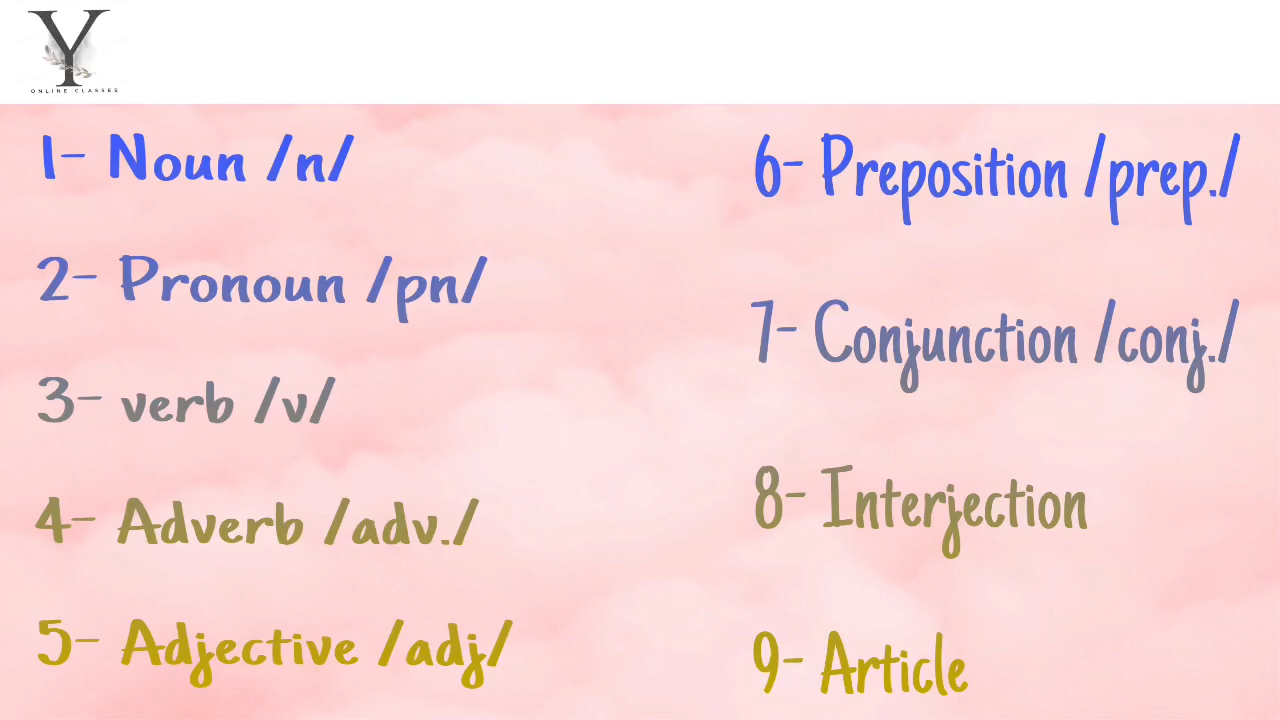 Y
ONLINE CLASSES
1- Noun /n/
2- Pronoun /pn/
3- verb /v/
4- Adverb /adv./
5- Adjective /adj/
6- Preposition /prep./
7- Conjunction /conj./
8- Interjection
9- Article